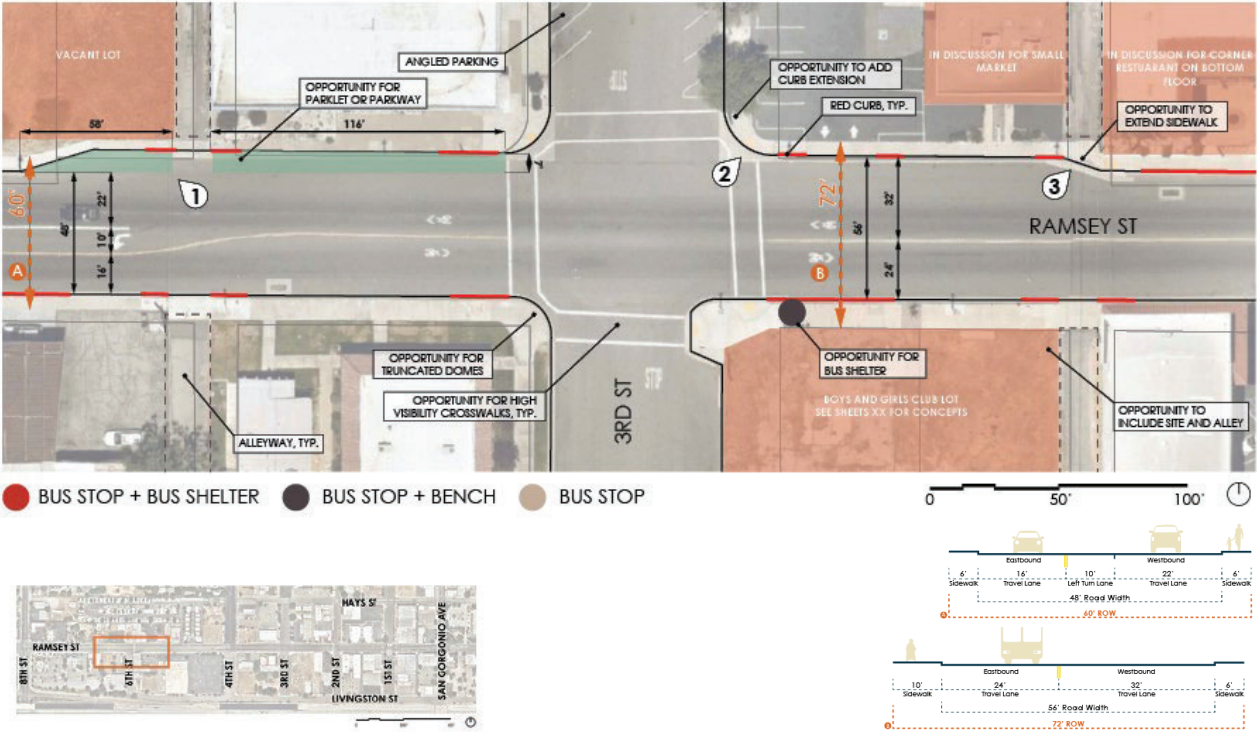 VACANT LOT
ANGLED PARKING
OPPORTUNITY FOR
PARKLET OR PARKWAY
58'
116'
7'
OPPORTUNITY TO ADD
CURB EXTENSION
RED CURB, TYP.
IN DISCUSSION FOR SMALL
MARKET
IN DISCUSSION FOR CORNER
RESTUARANT ON BOTTOM
FLOOR
OPPORTUNITY TO
EXTEND SIDEWALK
1
2
3
60'
48'
22'
10'
16'
A
72'
56'
32'
24'
B
RAMSEY ST
STOP
OPPORTUNITY FOR
TRUNCATED DOMES
OPPORTUNITY FOR HIGH
VISIBILITY CROSSWALKS, TYP.
ALLEYWAY, TYP.
3RD ST
STOP
OPPORTUNITY FOR
BUS SHELTER
BOYS AND GIRLS CLUB LOT
SEE SHEETS XX FOR CONCEPTS
OPPORTUNITY TO
INCLUDE SITE AND ALLEY
BUS STOP + BUS SHELTER
BUS STOP + BENCH
BUS STOP
0 50' 100'
Eastbound Westbound
6' 16' 10' 22' 6'
Sidewalk Travel Lane Left Turn Lane Travel Lane Sidewalk
48' Road Width
60' ROW
Eastbound Westbound
10' 24' 32' 6'
Sidewalk Travel Lane Travel Lane Sidewalk
56' Road Width
72' ROW
HAYS ST
RAMSEY ST
8TH ST
6TH ST
4TH ST
3RD ST
2ND ST
1ST ST
SAN GORGONIO AVE
LIVINGSTON ST